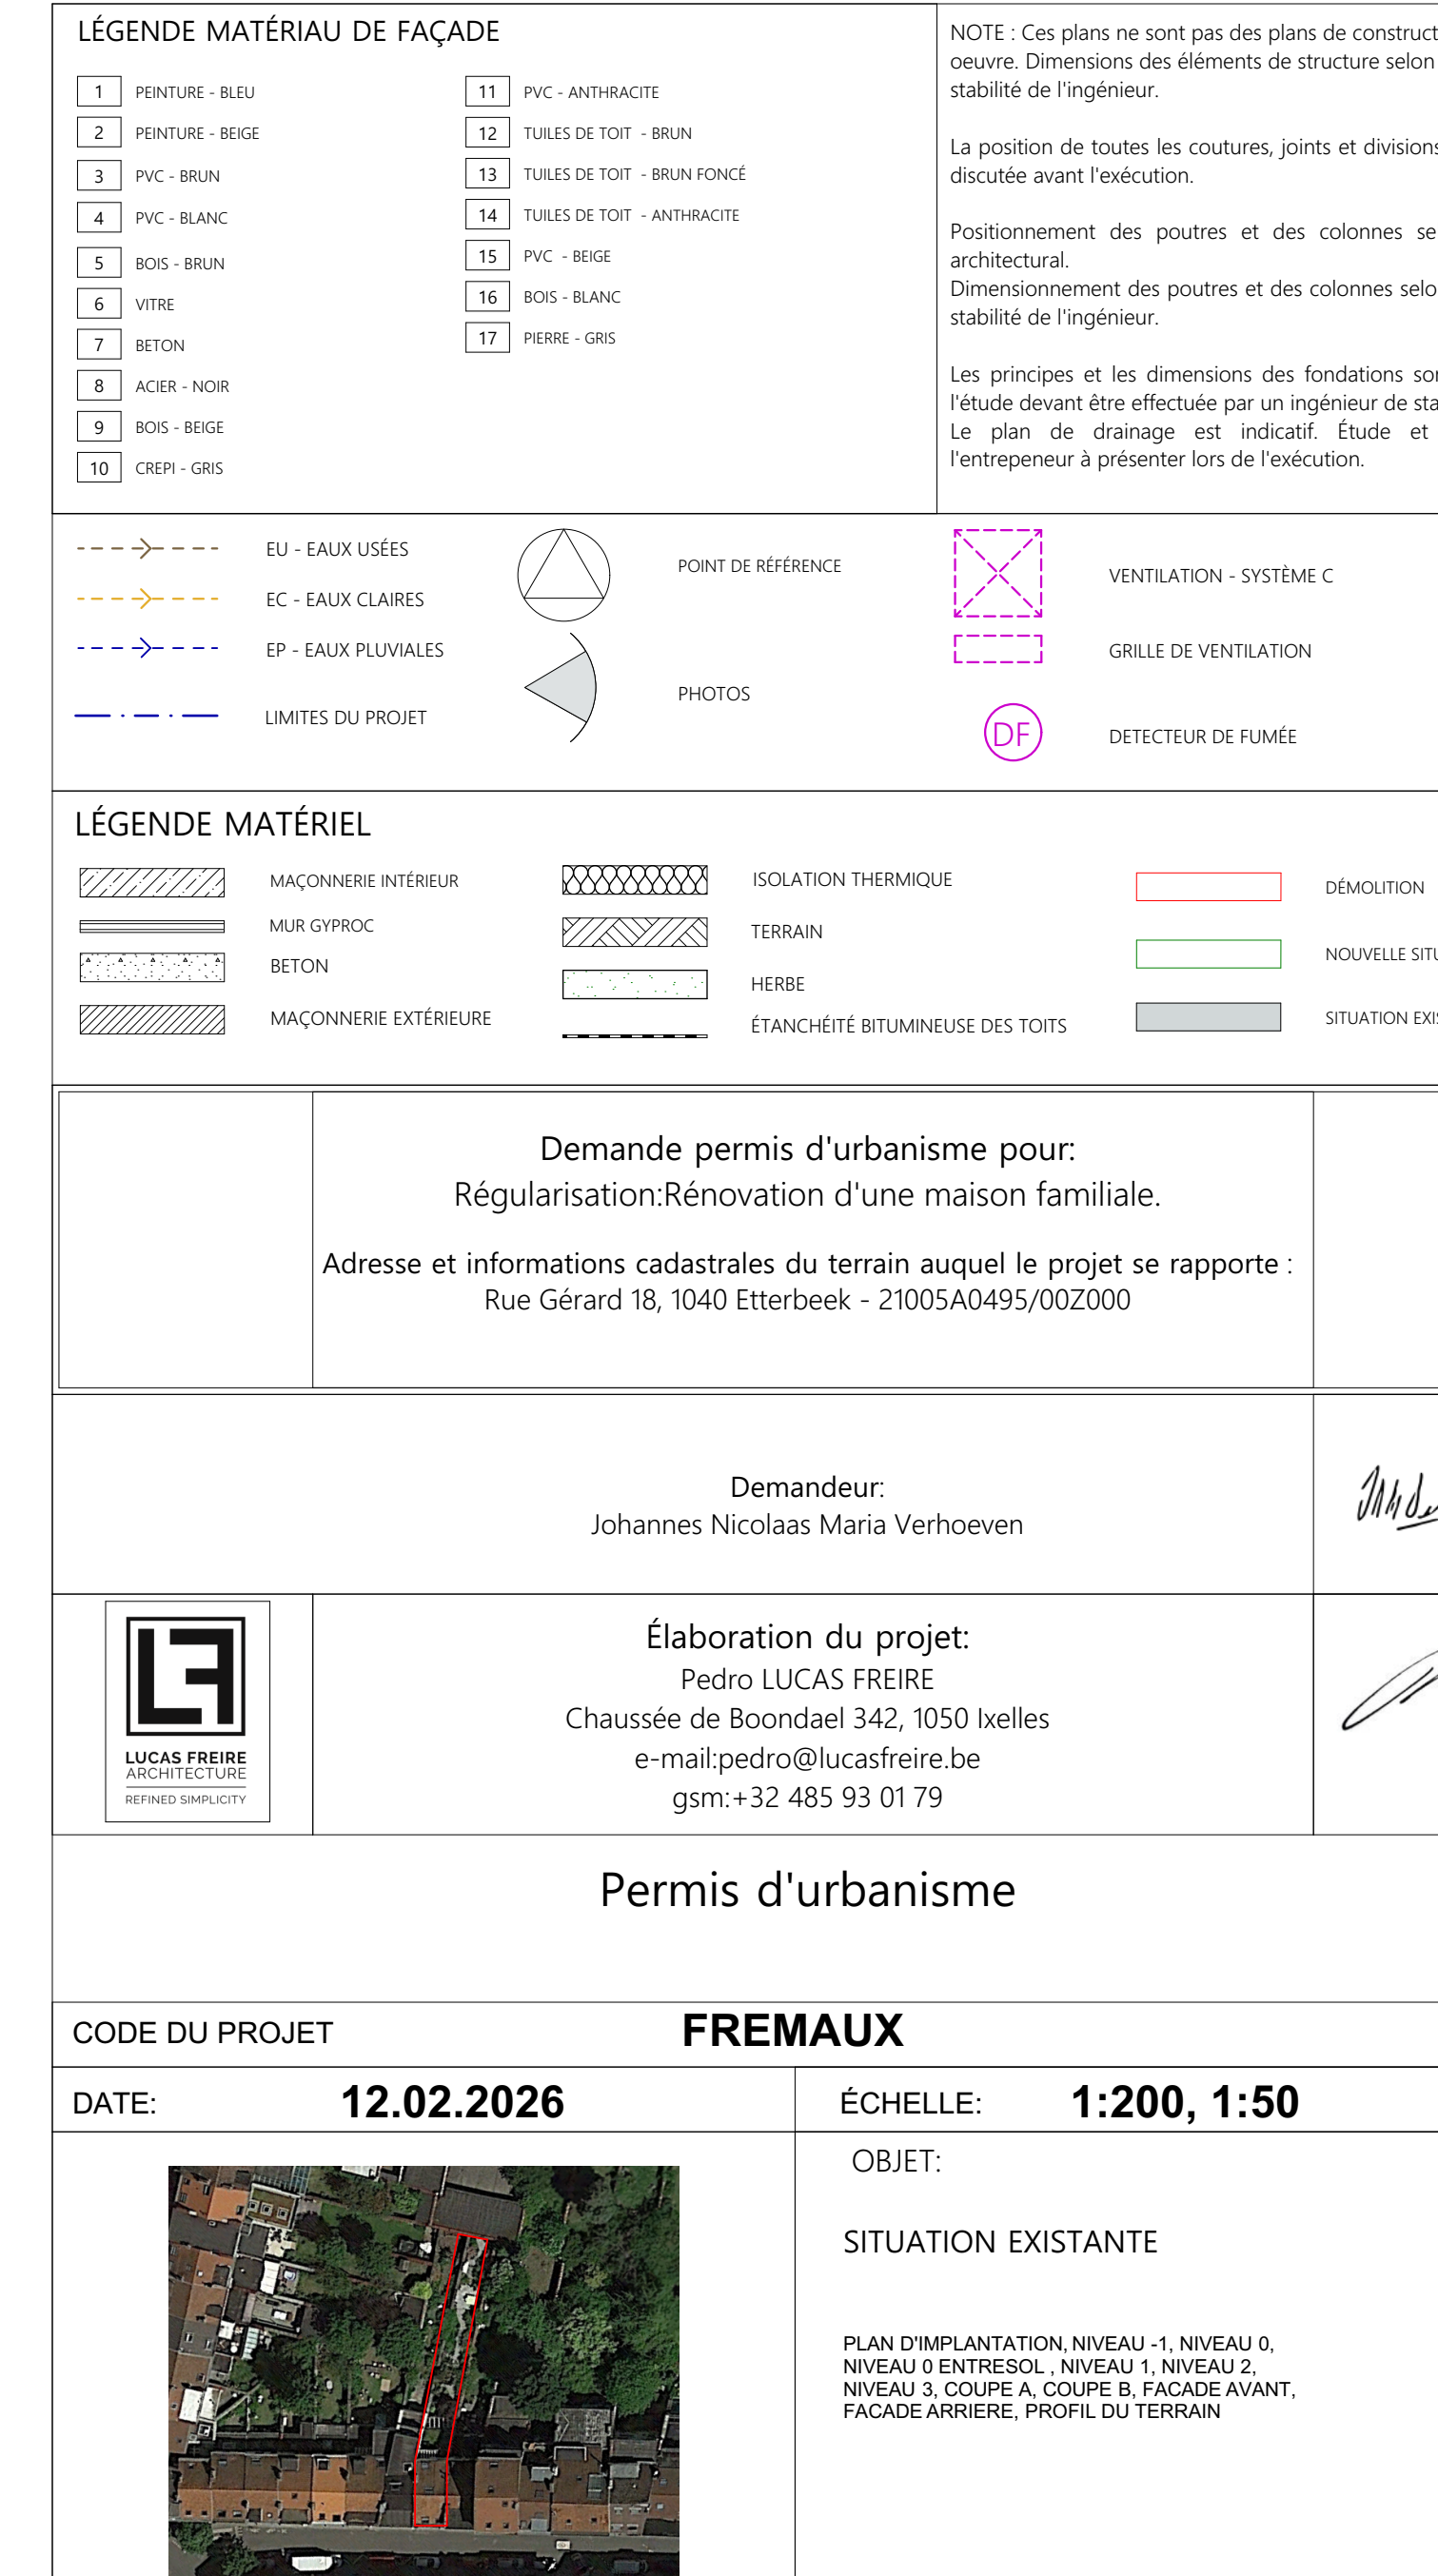 LÉGENDE MATÉRIAU DE FAÇADE
1 PEINTURE - BLEU
2 PEINTURE - BEIGE
3 PVC - BRUN
4 PVC - BLANC
5 BOIS - BRUN
6 VITRE
7 BETON
8 ACIER - NOIR
9 BOIS - BEIGE
10 CREPI - GRIS
11 PVC - ANTHRACITE
12 TUILES DE TOIT - BRUN
13 TUILES DE TOIT - BRUN FONCÉ
14 TUILES DE TOIT - ANTHRACITE
15 PVC - BEIGE
16 BOIS - BLANC
17 PIERRE - GRIS
NOTE : Ces plans ne sont pas des plans de construct
oeuvre. Dimensions des éléments de structure selon
stabilité de l'ingénieur.
La position de toutes les coutures, joints et divisions
discutée avant l'exécution.
Positionnement des poutres et des colonnes se
architectural.
Dimensionnement des poutres et des colonnes selo
stabilité de l'ingénieur.
Les principes et les dimensions des fondations so
l'étude devant être effectuée par un ingénieur de sta
Le plan de drainage est indicatif. Étude et
l'entrepeneur à présenter lors de l'exécution.
EU - EAUX USÉES
EC - EAUX CLAIRES
EP - EAUX PLUVIALES
LIMITES DU PROJET
POINT DE RÉFÉRENCE
PHOTOS
VENTILATION - SYSTÈME C
GRILLE DE VENTILATION
DF DETECTEUR DE FUMÉE
LÉGENDE MATÉRIEL
MAÇONNERIE INTÉRIEUR
MUR GYPROC
BETON
MAÇONNERIE EXTÉRIEURE
ISOLATION THERMIQUE
TERRAIN
HERBE
ÉTANCHÉITÉ BITUMINEUSE DES TOITS
DÉMOLITION
NOUVELLE SITU
SITUATION EXIS
Demande permis d'urbanisme pour:
Régularisation:Rénovation d'une maison familiale.
Adresse et informations cadastrales du terrain auquel le projet se rapporte :
Rue Gérard 18, 1040 Etterbeek - 21005A0495/00Z000
Demandeur:
Johannes Nicolaas Maria Verhoeven
LUCAS FREIRE
ARCHITECTURE
REFINED SIMPLICITY
Élaboration du projet:
Pedro LUCAS FREIRE
Chaussée de Boondael 342, 1050 Ixelles
e-mail:pedro@lucasfreire.be
gsm:+32 485 93 01 79
Permis d'urbanisme
CODE DU PROJET FREMAUX
DATE: 12.02.2026
ÉCHELLE: 1:200, 1:50
OBJET:
SITUATION EXISTANTE
PLAN D'IMPLANTATION, NIVEAU -1, NIVEAU 0,
NIVEAU 0 ENTRESOL , NIVEAU 1, NIVEAU 2,
NIVEAU 3, COUPE A, COUPE B, FACADE AVANT,
FACADE ARRIERE, PROFIL DU TERRAIN